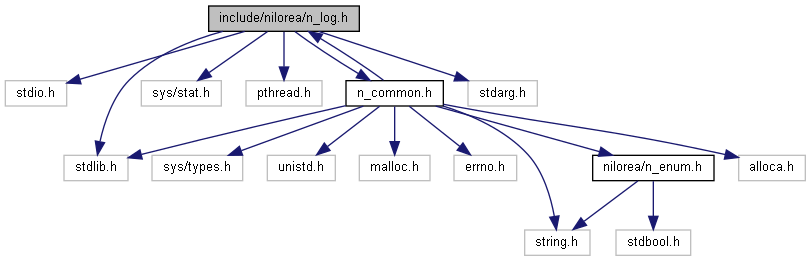 include/nilorea/n_log.h
stdio.h
sys/stat.h
pthread.h
n_common.h
stdarg.h
stdlib.h
sys/types.h
unistd.h
malloc.h
errno.h
nilorea/n_enum.h
alloca.h
string.h
stdbool.h